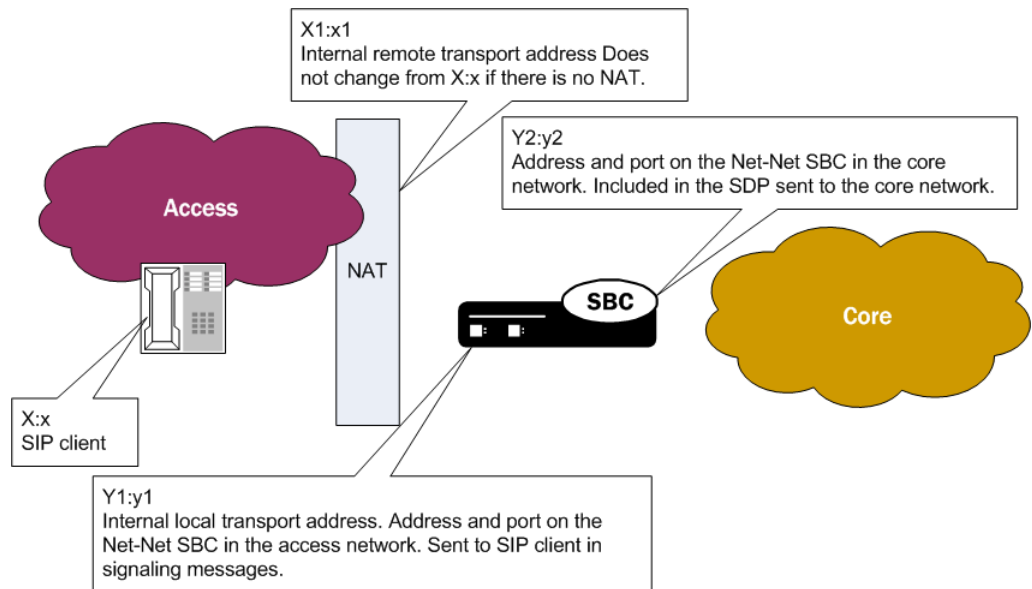 X1:x1
Internal remote transport address Does
not change from X:x if there is no NAT.
Y2:y2
Address and port on the Net-Net SBC in the core
network. Included in the SDP sent to the core network.
Access
NAT
SBC
Core
X:x
SIP client
Y1:y1
Internal local transport address. Address and port on the
Net-Net SBC in the access network. Sent to SIP client in
signaling messages.